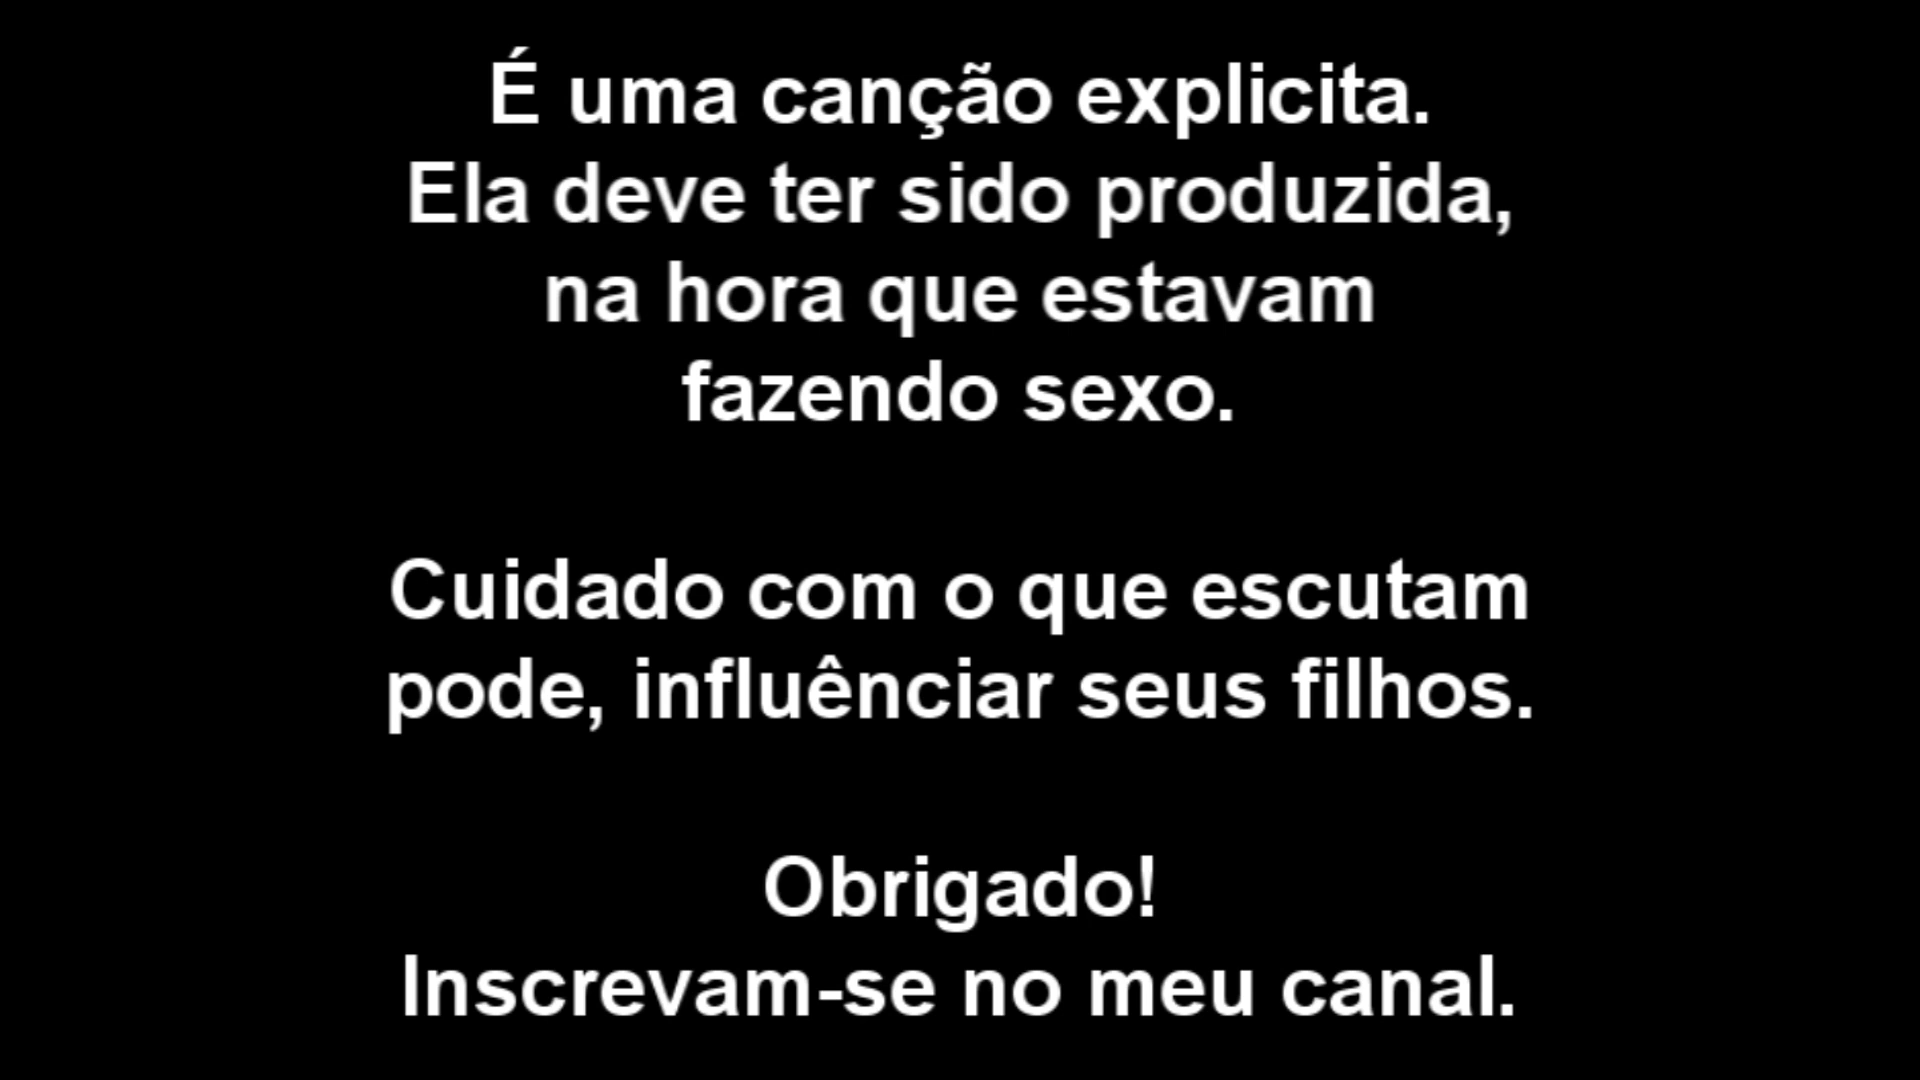 É uma canção explicita.
Ela deve ter sido produzida,
na hora que estavam
fazendo sexo.
Cuidado com o que escutam
pode, influênciar seus filhos.
Obrigado!
Inscrevam-se no meu canal.